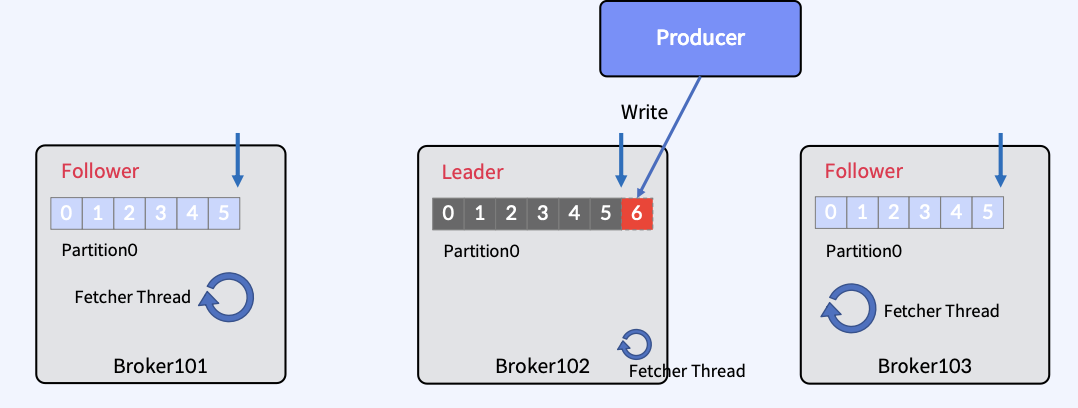 Producer
Write
Follower
0 1 2 3 4 5
Partition0
Fetcher Thread
Broker101
Leader
0 1 2 3 4 5 6
Partition0
Broker102
Fetcher Thread
Follower
0 1 2 3 4 5
Partition0
Fetcher Thread
Broker103